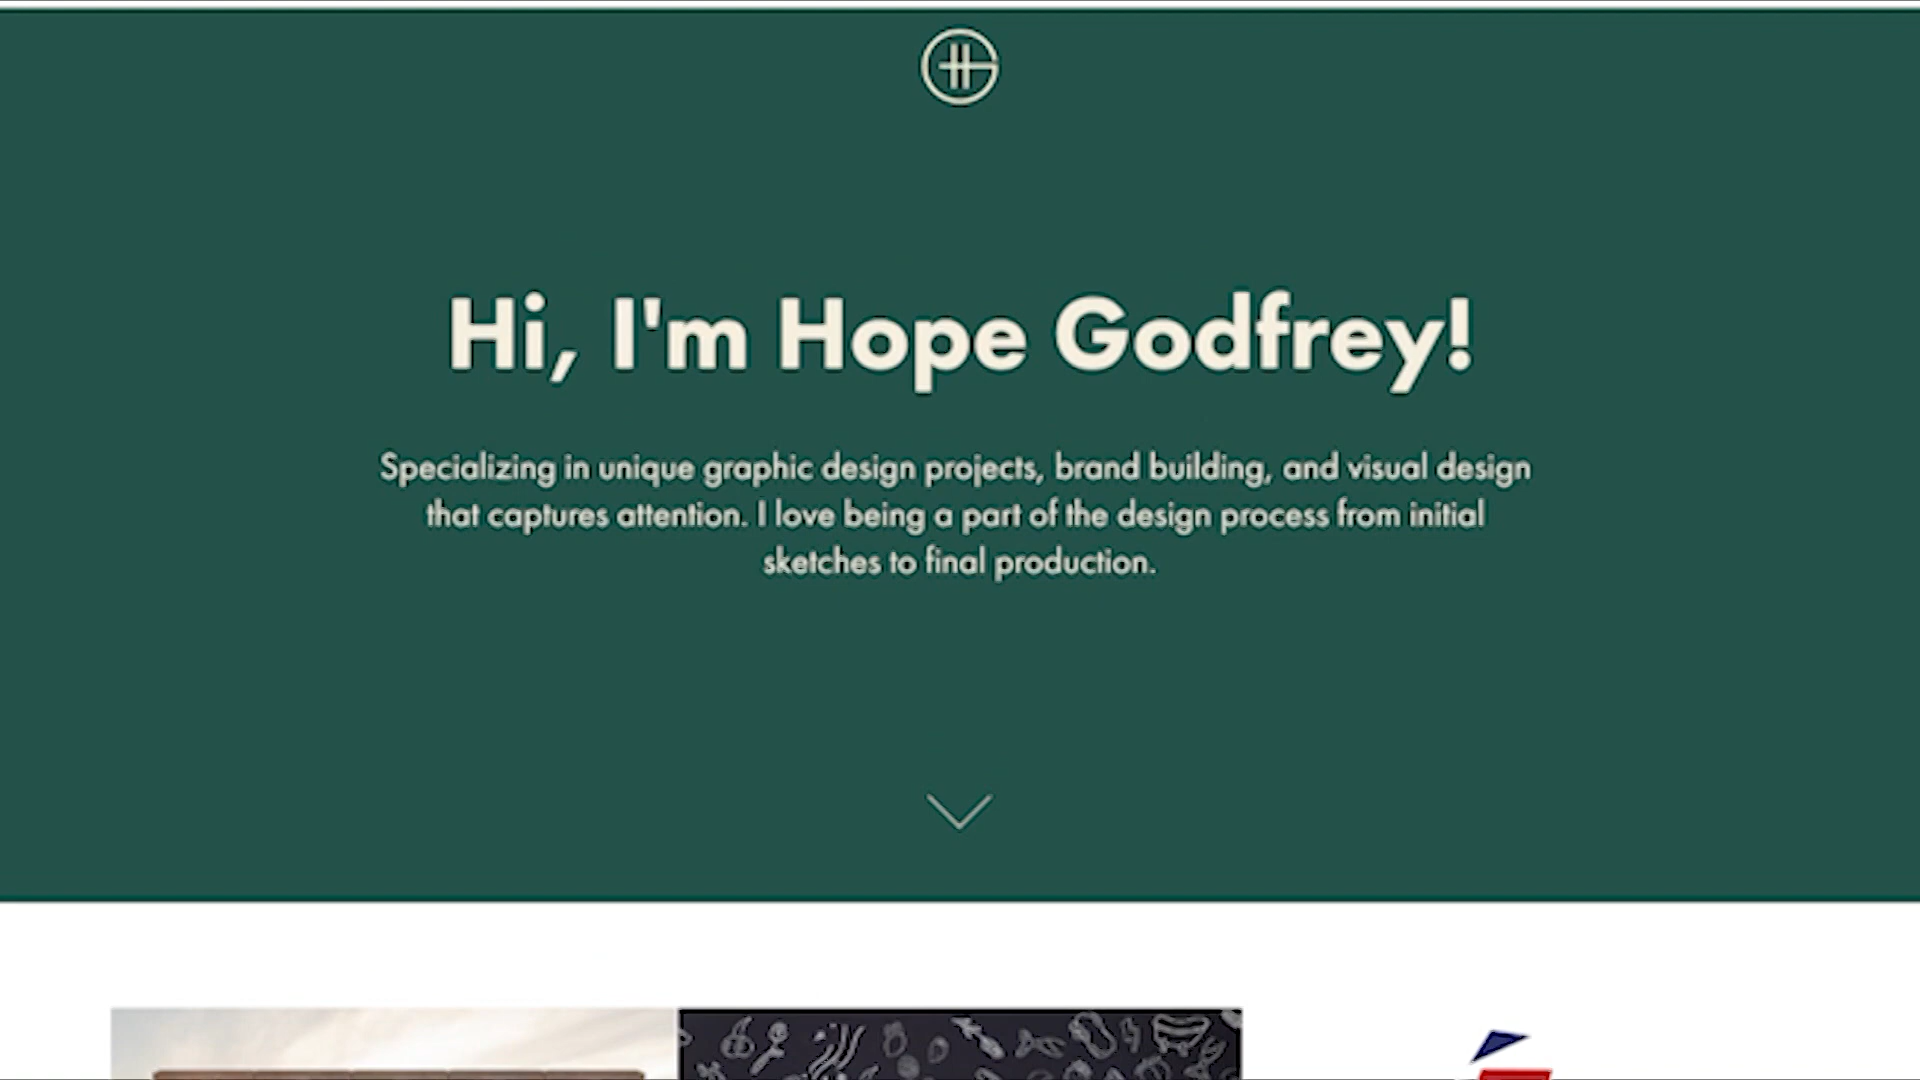 Hi, I'm Hope Godfrey!
Specializing in unique graphic design projects, brand building, and visual design
that captures attention. I love being a part of the design process from initial
sketches to final production.